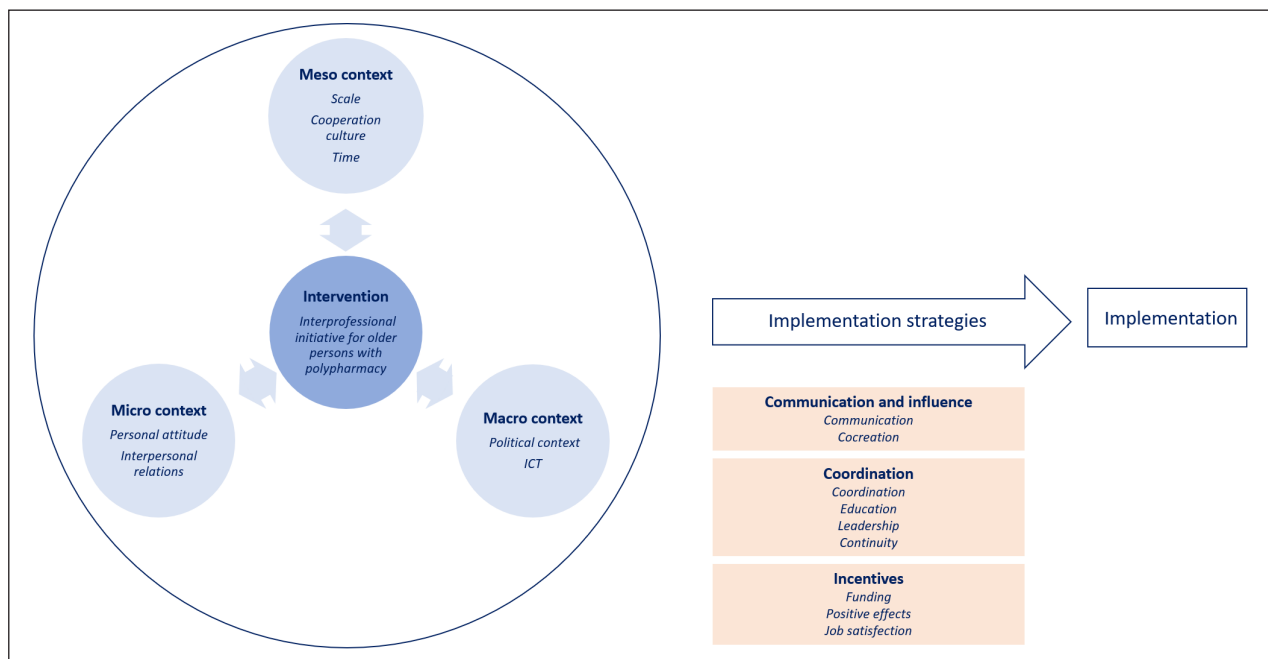 Meso context
Scale
Cooperation
culture
Time
Intervention
Interprofessional
initiative for older
persons with
polypharmacy
Micro context
Personal attitude
Interpersonal
relations
Macro context
Political context
ICT
Implementation strategies
Implementation
Communication and influence
Communication
Cocreation
Coordination
Coordination
Education
Leadership
Continuity
Incentives
Funding
Positive effects
Job satisfaction